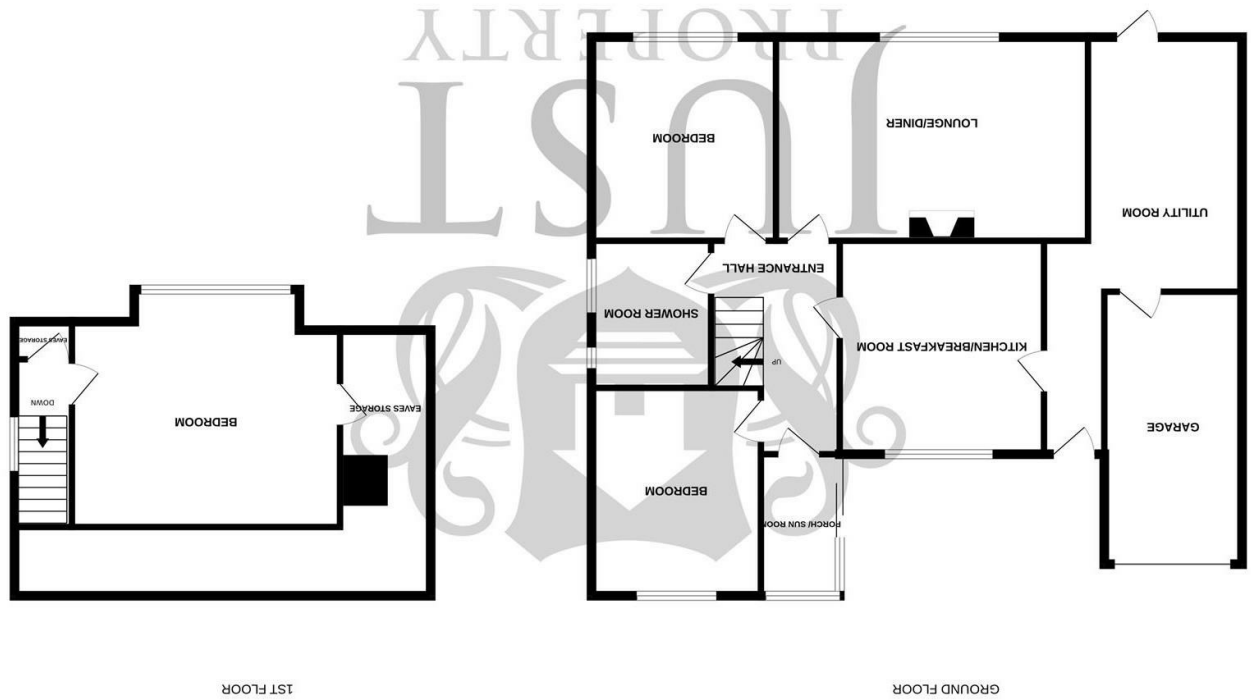 GROUND FLOOR
1ST FLOOR
PORCH/ SUN ROOM
BEDROOM
GARAGE
UP
KITCHEN/BREAKFAST ROOM
SHOWER ROOM
ENTRANCE HALL
UTILITY ROOM
BEDROOM
LOUNGE/DINER
BEDROOM
EAVES STORAGE
DOWN
EAVES STORAGE
JUST
PROPERTY